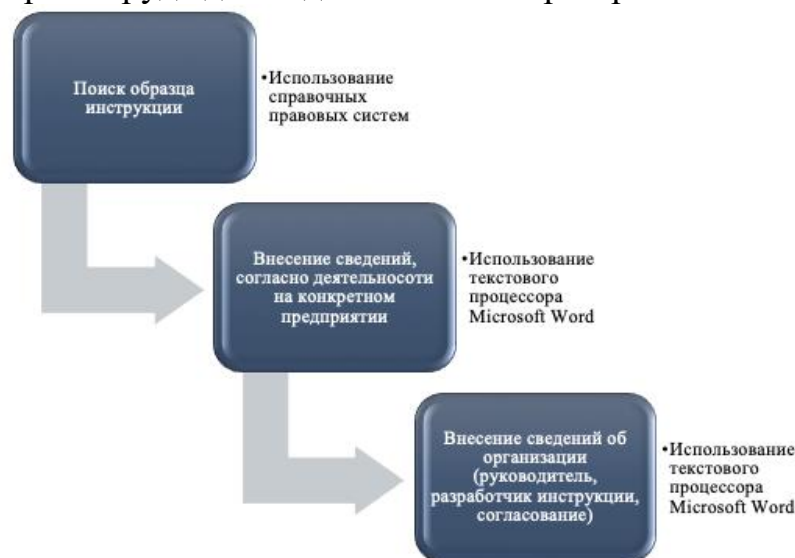 Поиск образца
инструкции
•Использование
справочных
правовых систем
Внесение сведений,
согласно деятельносоти
на конкретном
предприятии
•Использование
текстового
процессора
Microsoft Word
Внесение сведений об
организации
(руководитель,
разработчик инструкции,
согласование)
•Использование
текстового
процессора
Microsoft Word